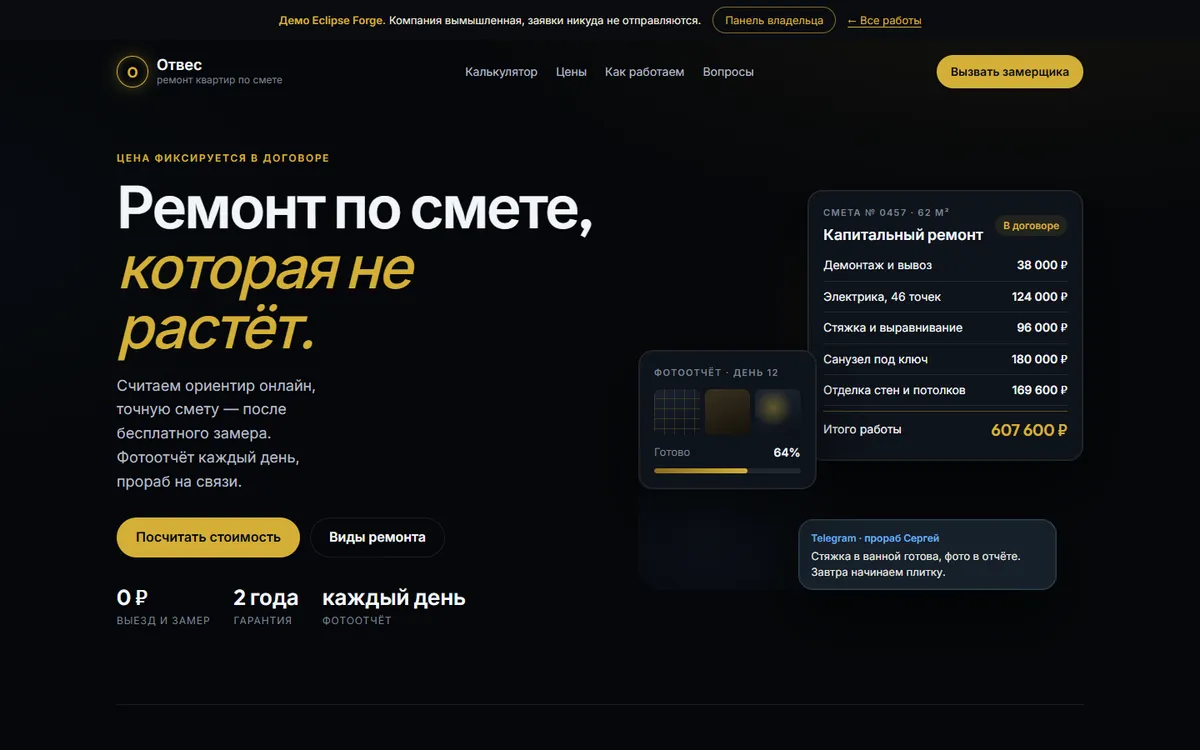 Демо Eclipse Forge. Компания вымышленная, заявки никуда не отправляются. Панель владельца ← Все работы
О
Отвес
ремонт квартир по смете
Калькулятор Цены Как работаем Вопросы
Вызвать замерщика
ЦЕНА ФИКСИРУЕТСЯ В ДОГОВОРЕ
Ремонт по смете,
которая не
растёт.
Считаем ориентир онлайн,
точную смету — после
бесплатного замера.
Фотоотчёт каждый день,
прораб на связи.
Посчитать стоимость Виды ремонта
0 ₽ 2 года каждый день
ВЫЕЗД И ЗАМЕР ГАРАНТИЯ ФОТООТЧЁТ
СМЕТА № 0457 · 62 М²
Капитальный ремонт
В договоре
Демонтаж и вывоз 38 000 ₽
Электрика, 46 точек 124 000 ₽
Стяжка и выравнивание 96 000 ₽
Санузел под ключ 180 000 ₽
Отделка стен и потолков 169 600 ₽
Итого работы 607 600 ₽
ФОТООТЧЁТ · ДЕНЬ 12
Готово 64%
Telegram · прораб Сергей
Стяжка в ванной готова, фото в отчёте.
Завтра начинаем плитку.